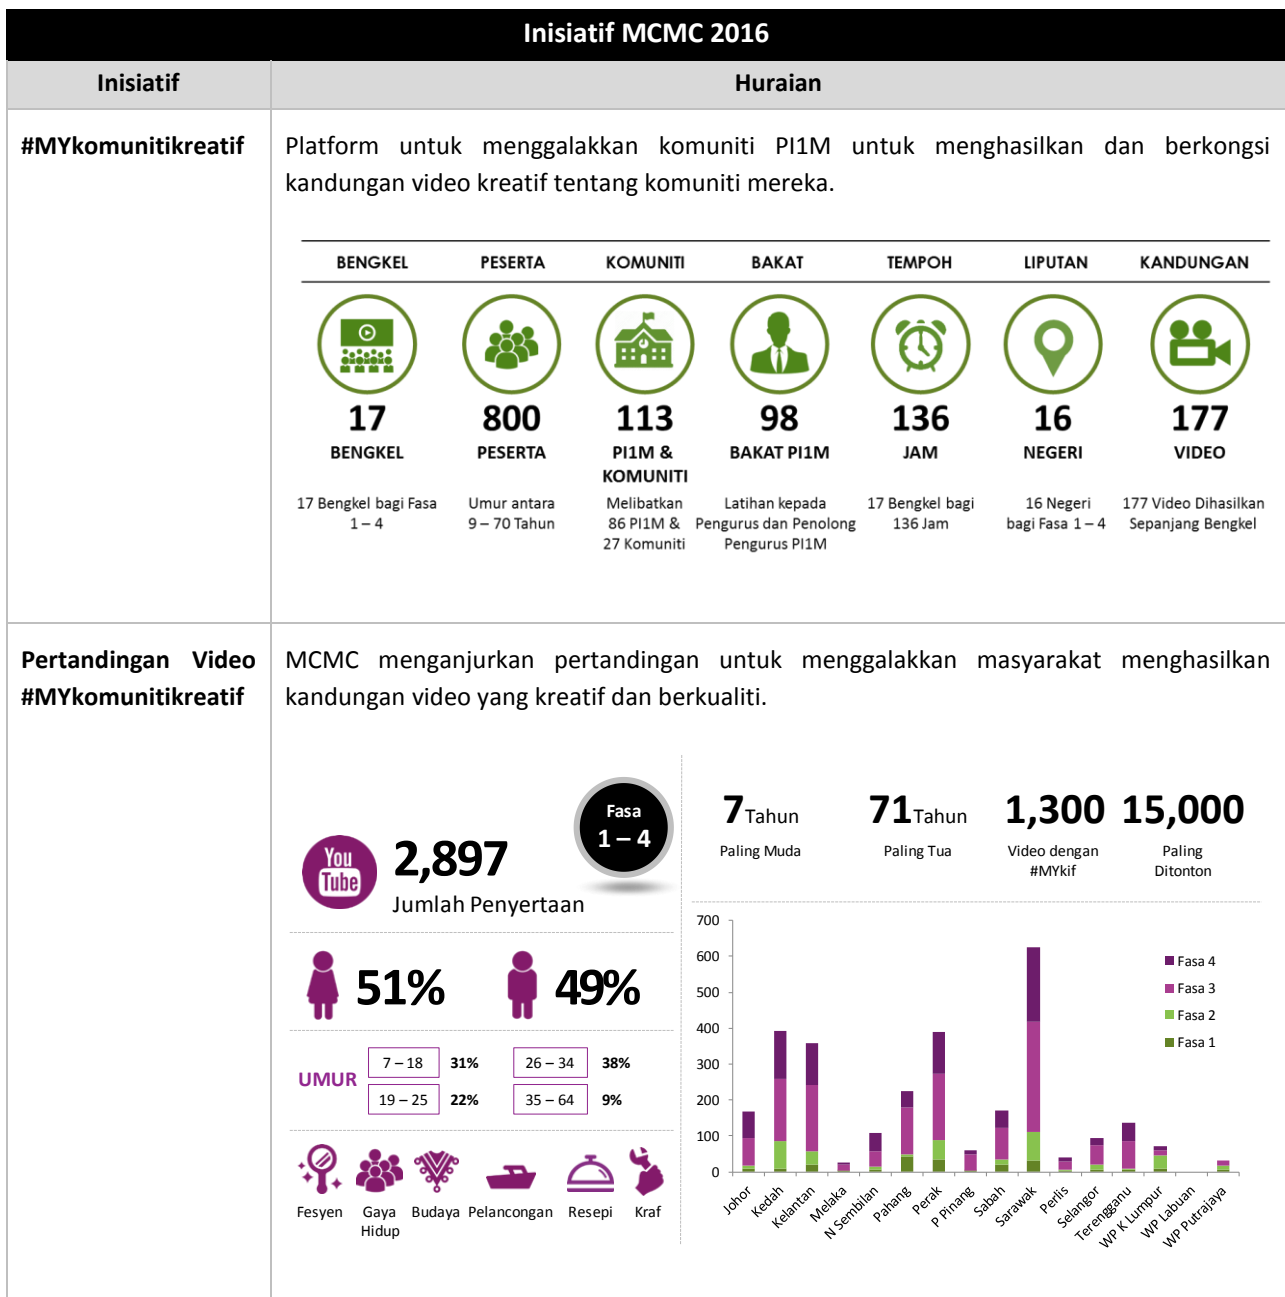 Inisiatif MCMC 2016
Inisiatif
Huraian
#MYkomunitikreatif
Platform untuk menggalakkan komuniti PI1M untuk menghasilkan dan berkongsi
kandungan video kreatif tentang komuniti mereka.
BENGKEL PESERTA KOMUNITI BAKAT TEMPOH LIPUTAN KANDUNGAN
17
BENGKEL
17 Bengkel bagi Fasa
1 – 4
800
PESERTA
Umur antara
9 – 70 Tahun
113
PI1M &
KOMUNITI
Melibatkan
86 PI1M &
27 Komuniti
98
BAKAT PI1M
Latihan kepada
Pengurus dan Penolong
Pengurus PI1M
136
JAM
17 Bengkel bagi
136 Jam
16
NEGERI
16 Negeri
bagi Fasa 1 – 4
177
VIDEO
177 Video Dihasilkan
Sepanjang Bengkel
Pertandingan Video
#MYkomunitikreatif
MCMC menganjurkan pertandingan untuk menggalakkan masyarakat menghasilkan
kandungan video yang kreatif dan berkualiti.
You
Tube
2,897
Jumlah Penyertaan
Fasa
1 – 4
51%
49%
UMUR
7 – 18 31%
26 – 34 38%
19 – 25 22%
35 – 64 9%
Fesyen
Gaya
Hidup
Budaya
Pelancongan
Resepi
Kraf
7 Tahun
Paling Muda
71 Tahun
Paling Tua
1,300
Video dengan
#MYkif
15,000
Paling
Ditonton
700
600
500
400
300
200
100
0
Fasa 4
Fasa 3
Fasa 2
Fasa 1
Johor
Kedah
Kelantan
Melaka
N Sembilan
Pahang
Perak
P Pinang
Sabah
Sarawak
Perlis
Selangor
Terengganu
WP K Lumpur
WP Labuan
WP Putrajaya